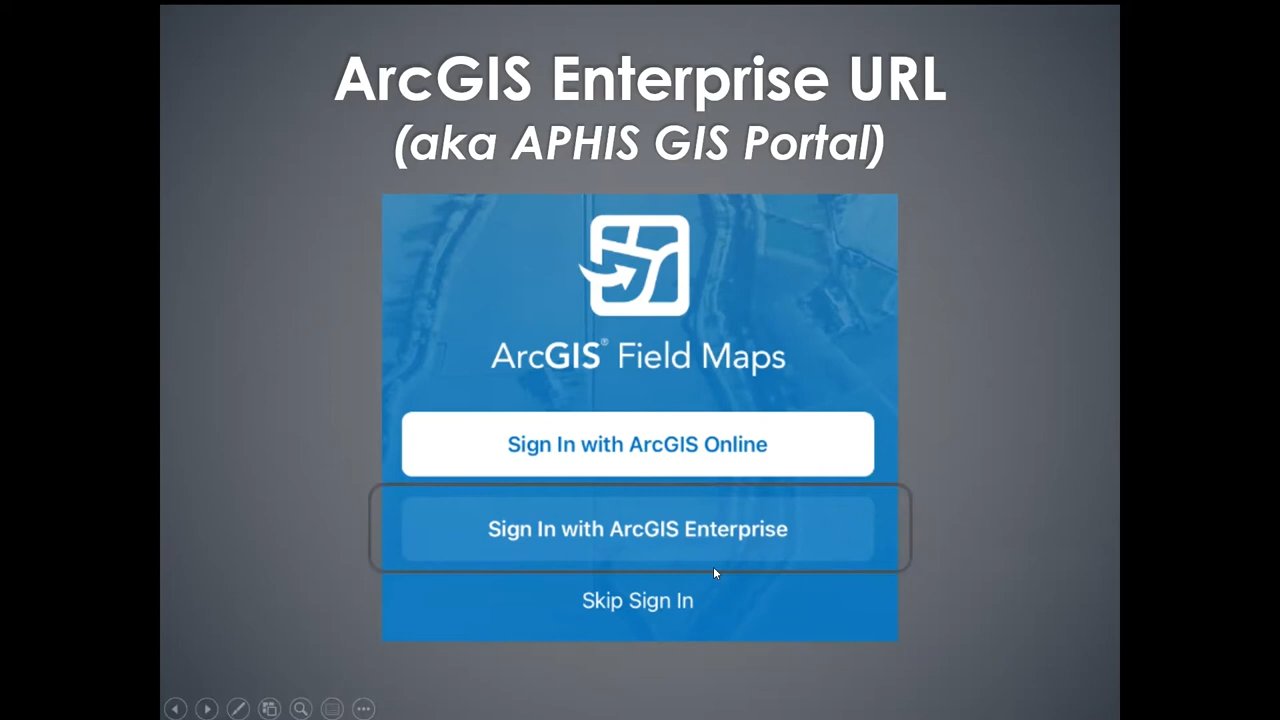 ArcGIS Enterprise URL
(aka APHIS GIS Portal)
ArcGIS® Field Maps
Sign In with ArcGIS Online
Sign In with ArcGIS Enterprise
Skip Sign In